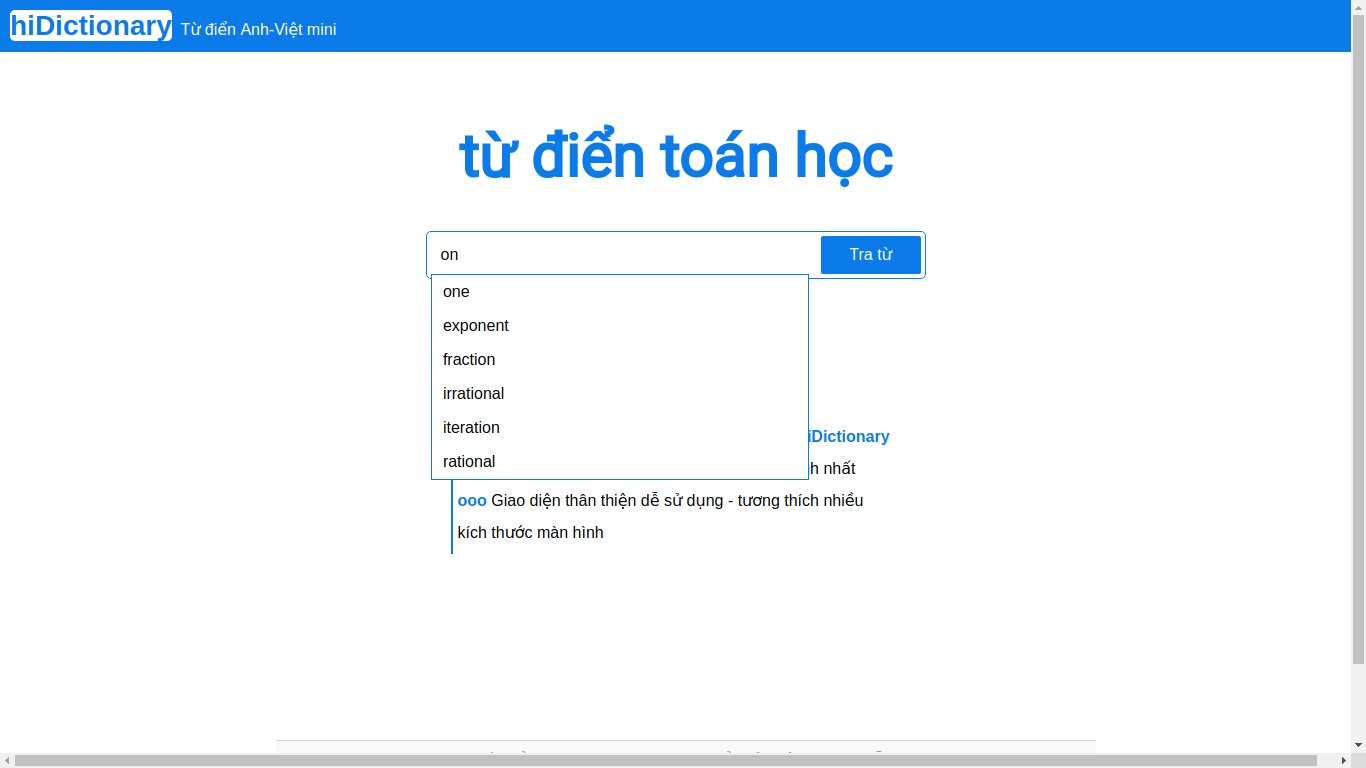 hiDictionary Từ điển Anh-Việt mini
từ điển toán học
on Tra từ
one
exponent
fraction
irrational
iteration
rational
iDictionary
h nhất
ooo Giao diện thân thiện dễ sử dụng - tương thích nhiều
kích thước màn hình